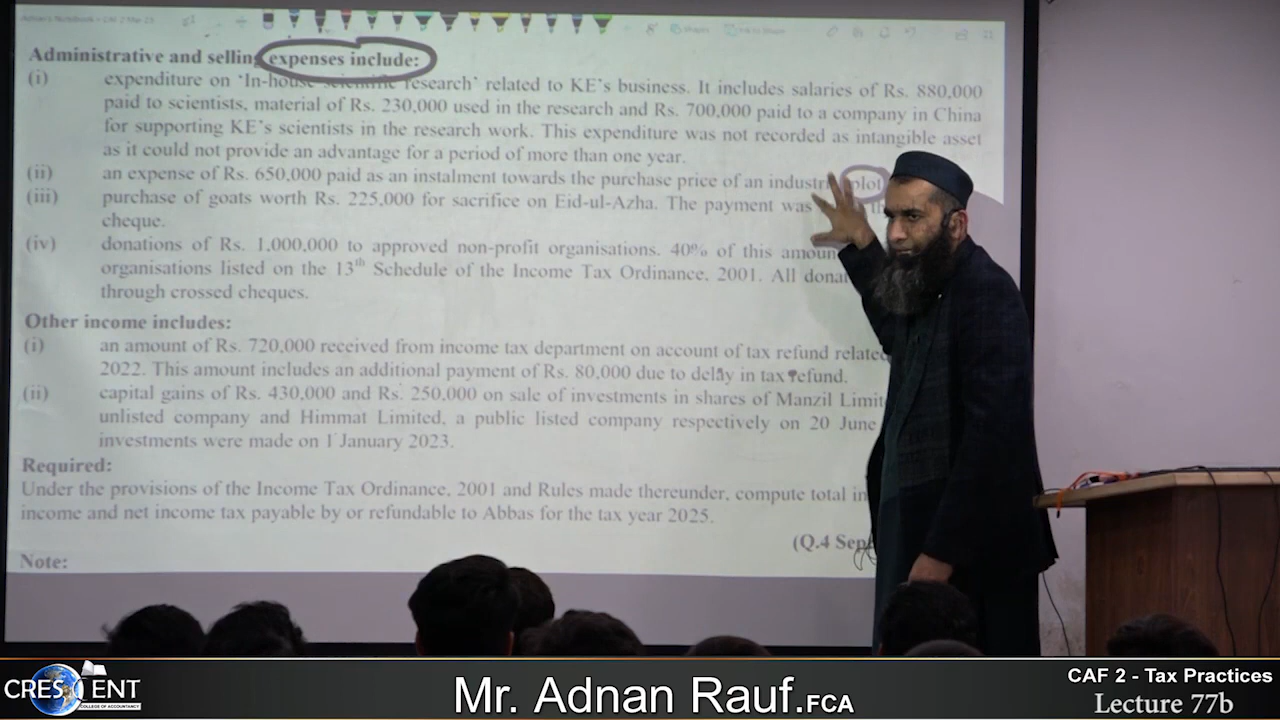 Administrative and selling expenses include:
(i) expenditure on 'In-house scientific research' related to KE's business. It includes salaries of Rs. 880,000
paid to scientists, material of Rs. 230,000 used in the research and Rs. 700,000 paid to a company in China
for supporting KE's scientists in the research work. This expenditure was not recorded as intangible asset
as it could not provide an advantage for a period of more than one year.
(ii) an expense of Rs. 650,000 paid as an instalment towards the purchase price of an industri plot
(iii) purchase of goats worth Rs. 225,000 for sacrifice on Eid-ul-Azha. The payment was
cheque.
(iv) donations of Rs. 1,000,000 to approved non-profit organisations. 40% of this amoun
organisations listed on the 13th Schedule of the Income Tax Ordinance, 2001. All dona
through crossed cheques.
Other income includes:
(i) an amount of Rs. 720,000 received from income tax department on account of tax refund related
2022. This amount includes an additional payment of Rs. 80,000 due to delay in tax refund.
(ii) capital gains of Rs. 430,000 and Rs. 250,000 on sale of investments in shares of Manzil Limit
unlisted company and Himmat Limited, a public listed company respectively on 20 June
investments were made on 1 January 2023.
Required:
Under the provisions of the Income Tax Ordnance, 2001 and Rules made thereunder, compute total in
income and net income tax payable by or refundable to Abbas for the tax year 2025.
(Q.4 Sep
Note:
CRESCENT
COLLEGE OF ACCOUNTANCY
Mr. Adnan Rauf.FCA
CAF 2 - Tax Practices
Lecture 77b